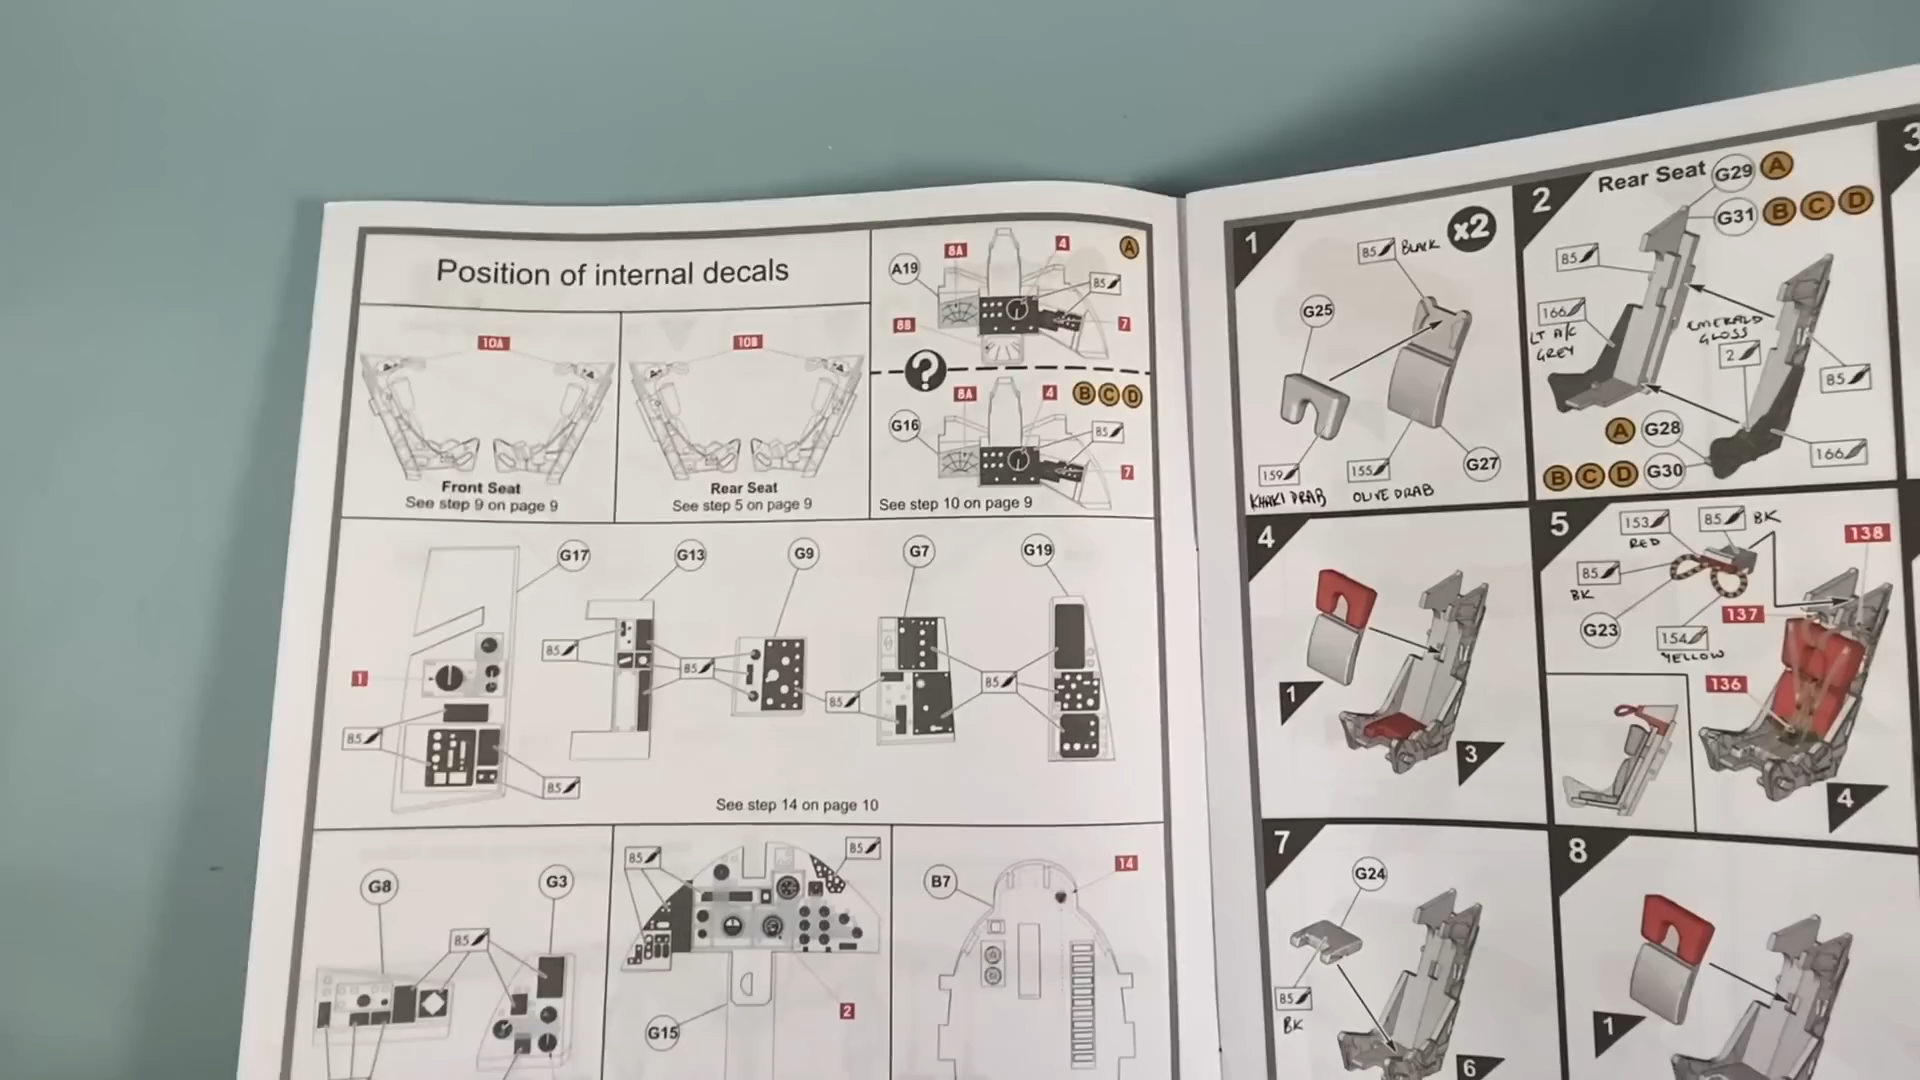 Position of internal decals
10A
Front Seat
See step 9 on page 9
10B
Rear Seat
See step 5 on page 9
A19
8A
4
A
85
8B
7
?
8A
4
B C D
G16
85
7
See step 10 on page 9
G17
G13
G9
G7
G19
1
85
85
85
85
85
85
See step 14 on page 10
G8
G3
85
85
85
G15
2
B7
14
1
85 BLACK
x2
G25
159
KHAKI DRAB
155
OLIVE DRAB
G27
2
Rear Seat
G29 A
G31 B C D
85
166
LT A/C
GREY
EMERALD
GLOSS
2
85
A G28
166
B C D G30
3
4
1
3
5
153
RED
85 BK
138
85
BK
G23
154
YELLOW
137
136
4
7
G24
85
BK
6
8
1